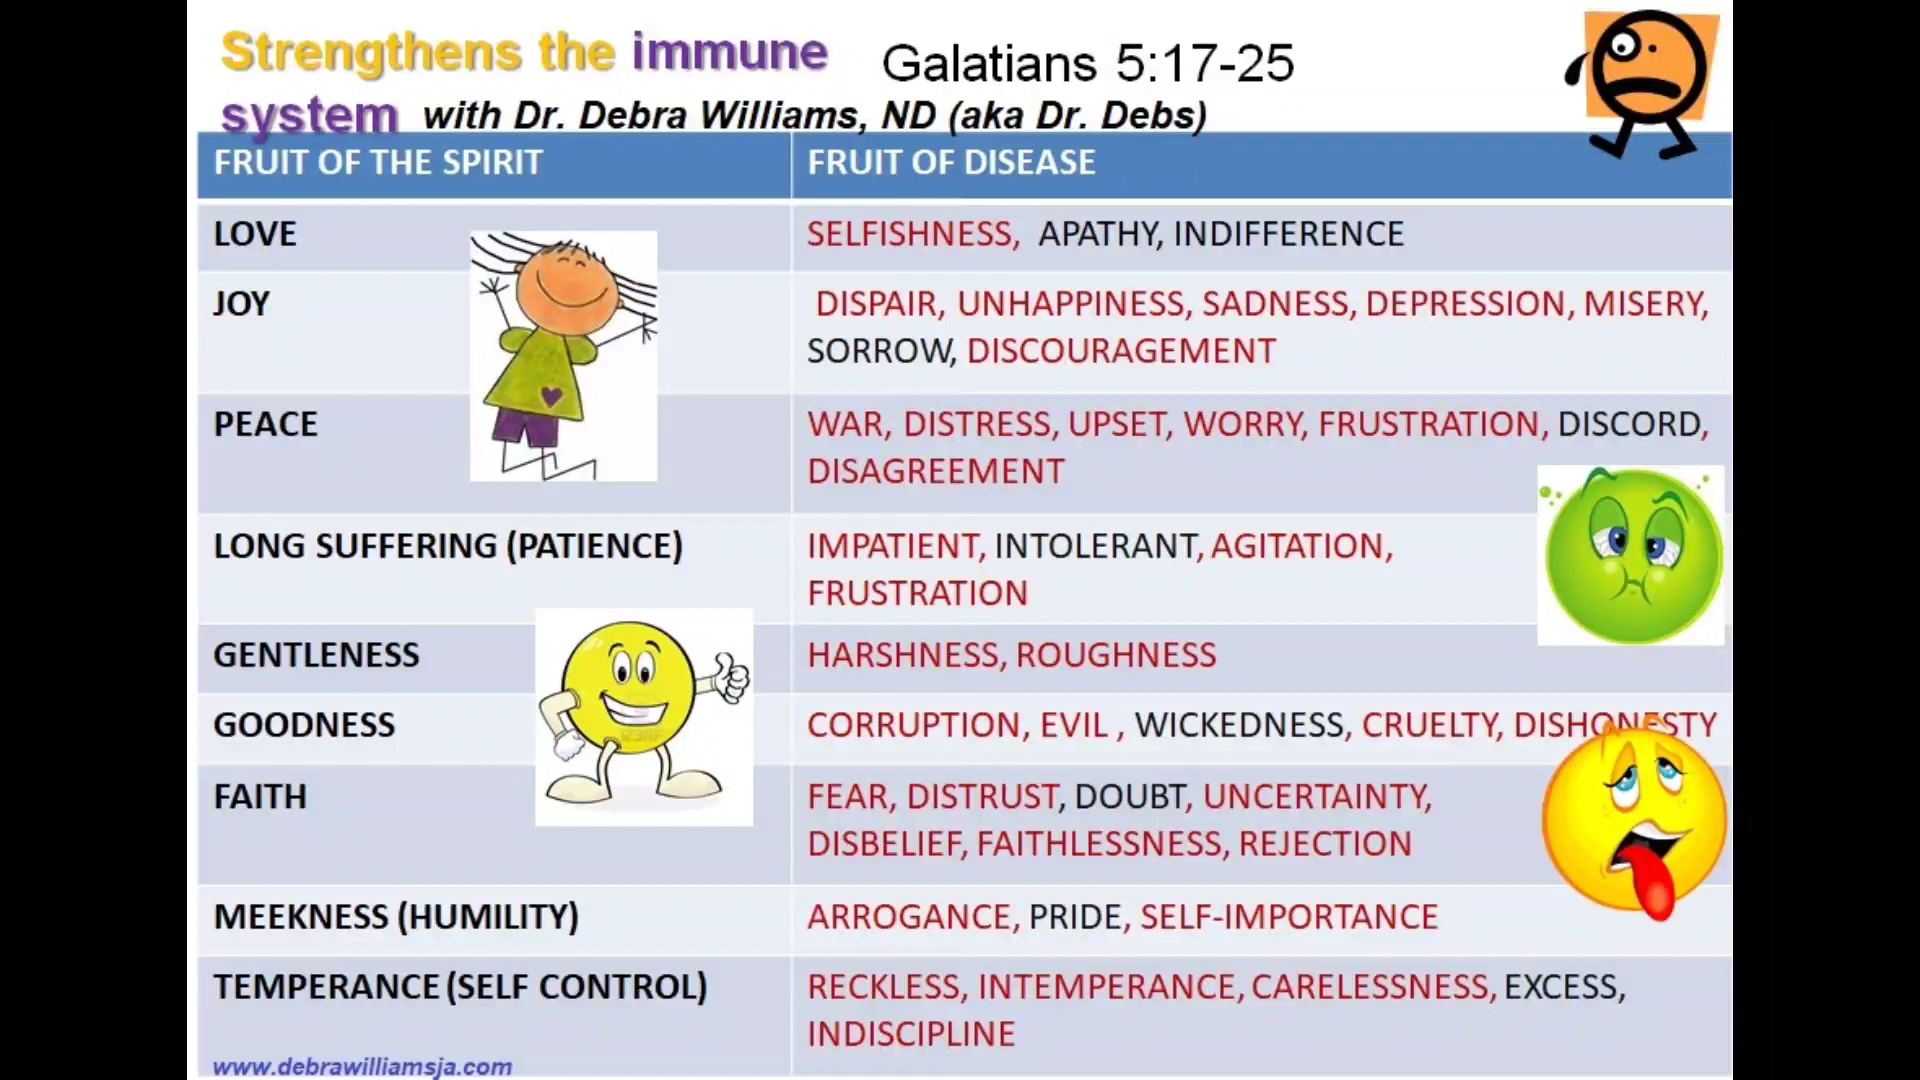 Strengthens the immune
Galatians 5:17-25
system with Dr. Debra Williams, ND (aka Dr. Debs)
FRUIT OF THE SPIRIT
FRUIT OF DISEASE
LOVE
SELFISHNESS, APATHY, INDIFFERENCE
JOY
DISPAIR, UNHAPPINESS, SADNESS, DEPRESSION, MISERY,
SORROW, DISCOURAGEMENT
PEACE
WAR, DISTRESS, UPSET, WORRY, FRUSTRATION, DISCORD,
DISAGREEMENT
LONG SUFFERING (PATIENCE)
IMPATIENT, INTOLERANT, AGITATION,
FRUSTRATION
GENTLENESS
HARSHNESS, ROUGHNESS
GOODNESS
CORRUPTION, EVIL , WICKEDNESS, CRUELTY, DISHONESTY
FAITH
FEAR, DISTRUST, DOUBT, UNCERTAINTY,
DISBELIEF, FAITHLESSNESS, REJECTION
MEEKNESS (HUMILITY)
ARROGANCE, PRIDE, SELF-IMPORTANCE
TEMPERANCE (SELF CONTROL)
RECKLESS, INTEMPERANCE, CARELESSNESS, EXCESS,
INDISCIPLINE
www.debrawilliamsja.com